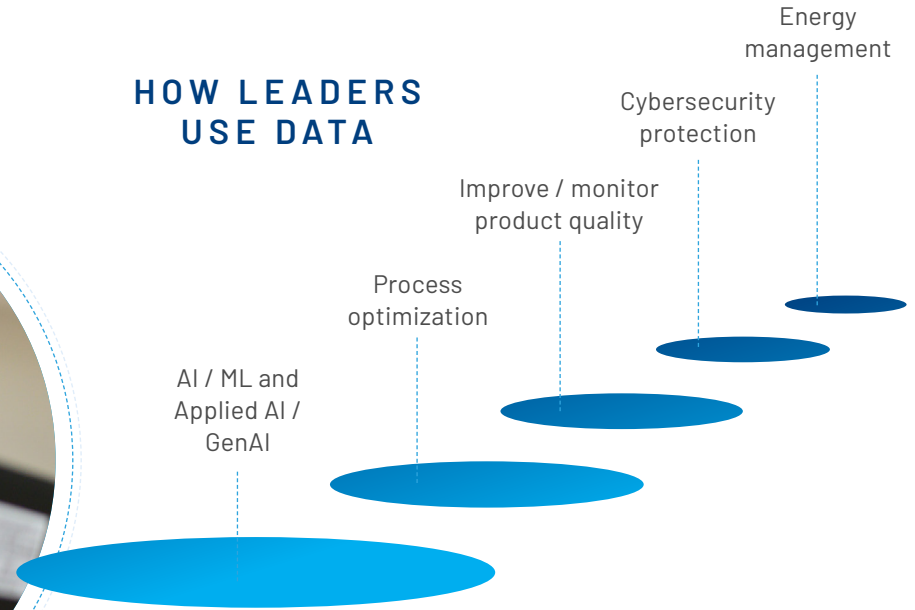 HOW LEADERS
USE DATA
Energy
management
Cybersecurity
protection
Improve / monitor
product quality
Process
optimization
AI / ML and
Applied AI /
GenAI